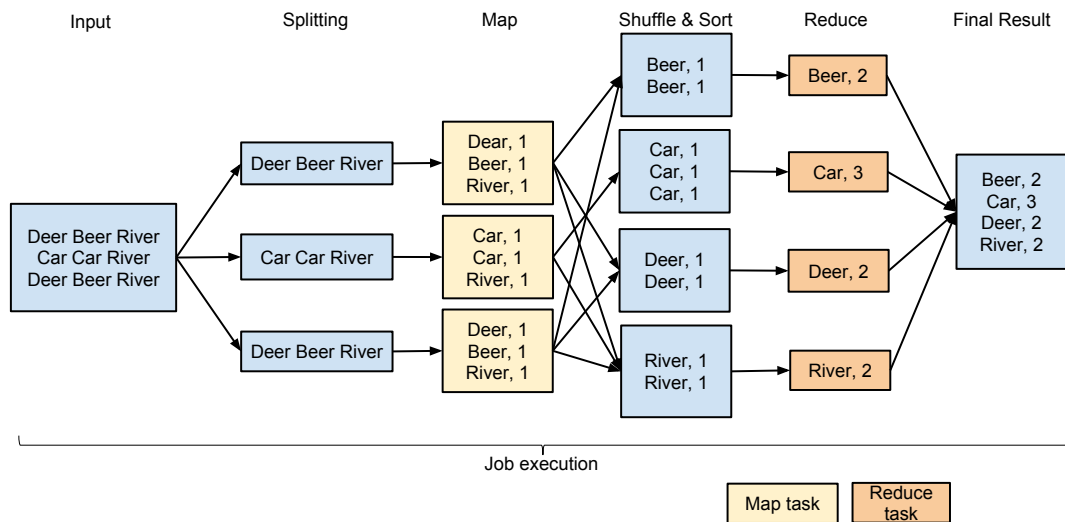 Input
Splitting
Map
Shuffle & Sort
Reduce
Final Result
Deer Beer River
Car Car River
Deer Beer River
Deer Beer River
Car Car River
Deer Beer River
Dear, 1
Beer, 1
River, 1
Car, 1
Car, 1
River, 1
Deer, 1
Beer, 1
River, 1
Beer, 1
Beer, 1
Car, 1
Car, 1
Car, 1
Deer, 1
Deer, 1
River, 1
River, 1
Beer, 2
Car, 3
Deer, 2
River, 2
Beer, 2
Car, 3
Deer, 2
River, 2
Job execution
Map task
Reduce
task